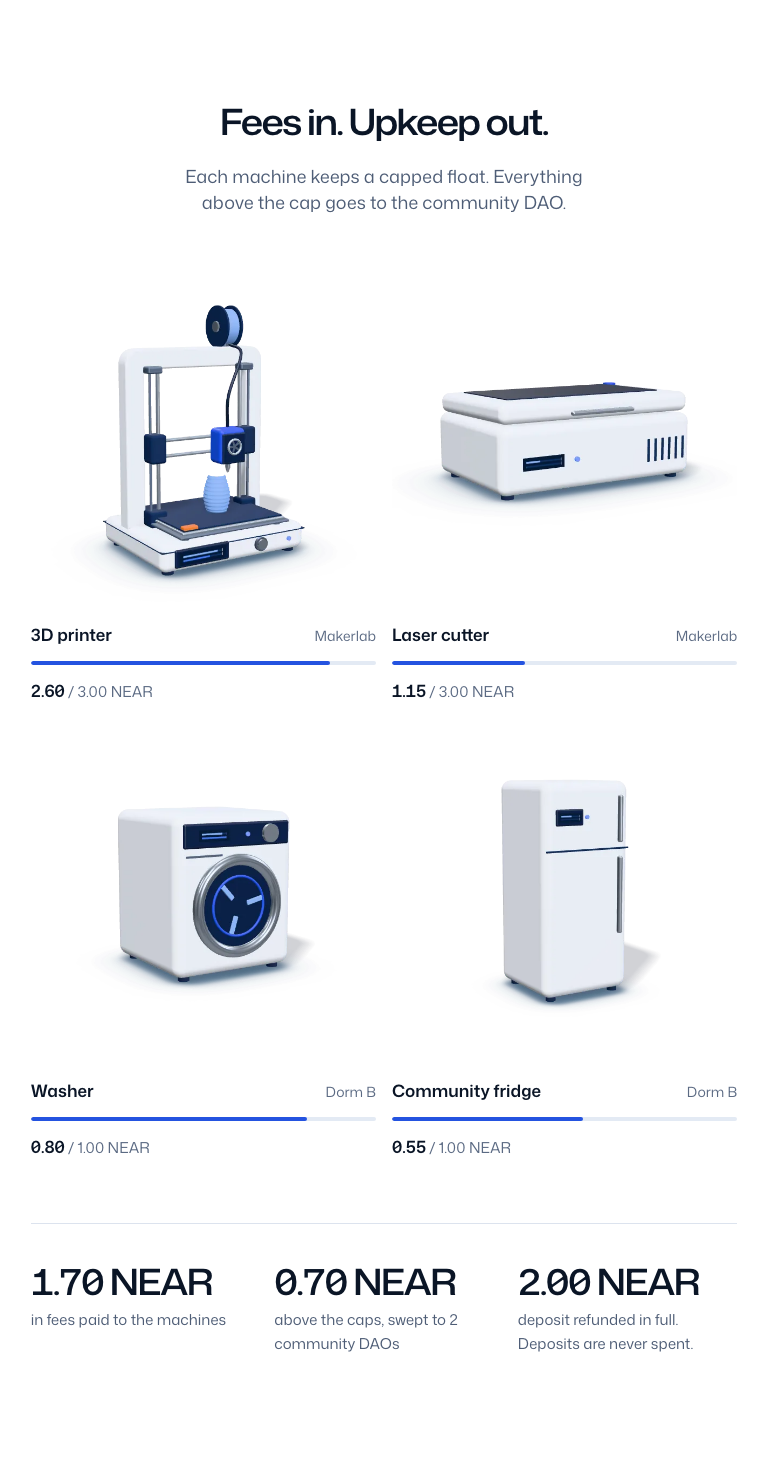 Fees in. Upkeep out.
Each machine keeps a capped float. Everything
above the cap goes to the community DAO.
3D printer
Makerlab
2.60 / 3.00 NEAR
Laser cutter
Makerlab
1.15 / 3.00 NEAR
Washer
Dorm B
0.80 / 1.00 NEAR
Community fridge
Dorm B
0.55 / 1.00 NEAR
1.70 NEAR
in fees paid to the machines
0.70 NEAR
above the caps, swept to 2
community DAOs
2.00 NEAR
deposit refunded in full.
Deposits are never spent.